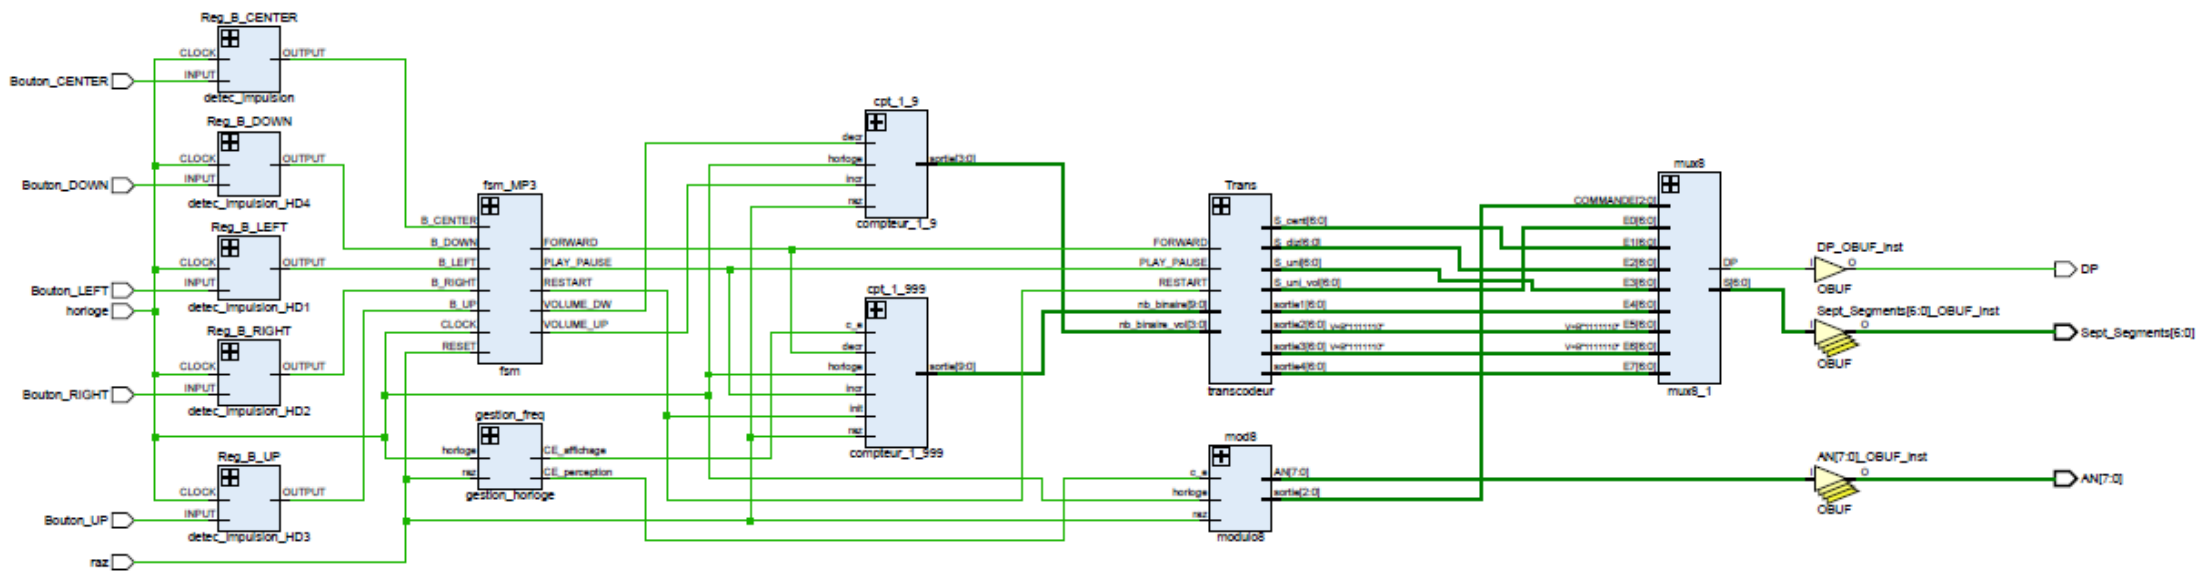 Reg_B_CENTER
CLOCK
OUTPUT
INPUT
Bouton_CENTER
detec_impulsion
Reg_B_DOWN
CLOCK
OUTPUT
INPUT
Bouton_DOWN
detec_impulsion_HD4
Reg_B_LEFT
CLOCK
OUTPUT
INPUT
Bouton_LEFT
detec_impulsion_HD1
horloge
Reg_B_RIGHT
CLOCK
OUTPUT
INPUT
Bouton_RIGHT
detec_impulsion_HD2
Reg_B_UP
CLOCK
OUTPUT
INPUT
Bouton_UP
detec_impulsion_HD3
raz
fsm_MP3
B_CENTER
B_DOWN
B_LEFT
B_RIGHT
B_UP
CLOCK
RESET
FORWARD
PLAY_PAUSE
RESTART
VOLUME_DW
VOLUME_UP
fsm
gestion_freq
horloge
raz
CE_affichage
CE_perception
gestion_horloge
cpt_1_9
decr
horloge
incr
raz
sortie[3:0]
compteur_1_9
cpt_1_999
c_e
decr
horloge
incr
init
raz
sortie[9:0]
compteur_1_999
Trans
FORWARD
PLAY_PAUSE
RESTART
nb_binaire[9:0]
nb_binaire_vol[3:0]
S_cent[6:0]
S_diz[6:0]
S_uni[6:0]
S_uni_vol[6:0]
sortie1[6:0]
sortie2[6:0]
V=B"1111110"
sortie3[6:0]
V=B"1111110"
sortie4[6:0]
transcodeur
mod8
c_e
horloge
raz
AN[7:0]
sortie[2:0]
modulo8
mux8
COMMANDE[2:0]
E0[6:0]
E1[6:0]
E2[6:0]
E3[6:0]
E4[6:0]
V=B"1111110"
E5[6:0]
V=B"1111110"
E6[6:0]
E7[6:0]
DP
S[6:0]
mux8_1
DP_OBUF_inst
I
O
OBUF
DP
Sept_Segments[6:0]_OBUF_inst
I
O
OBUF
Sept_Segments[6:0]
AN[7:0]_OBUF_inst
I
O
OBUF
AN[7:0]